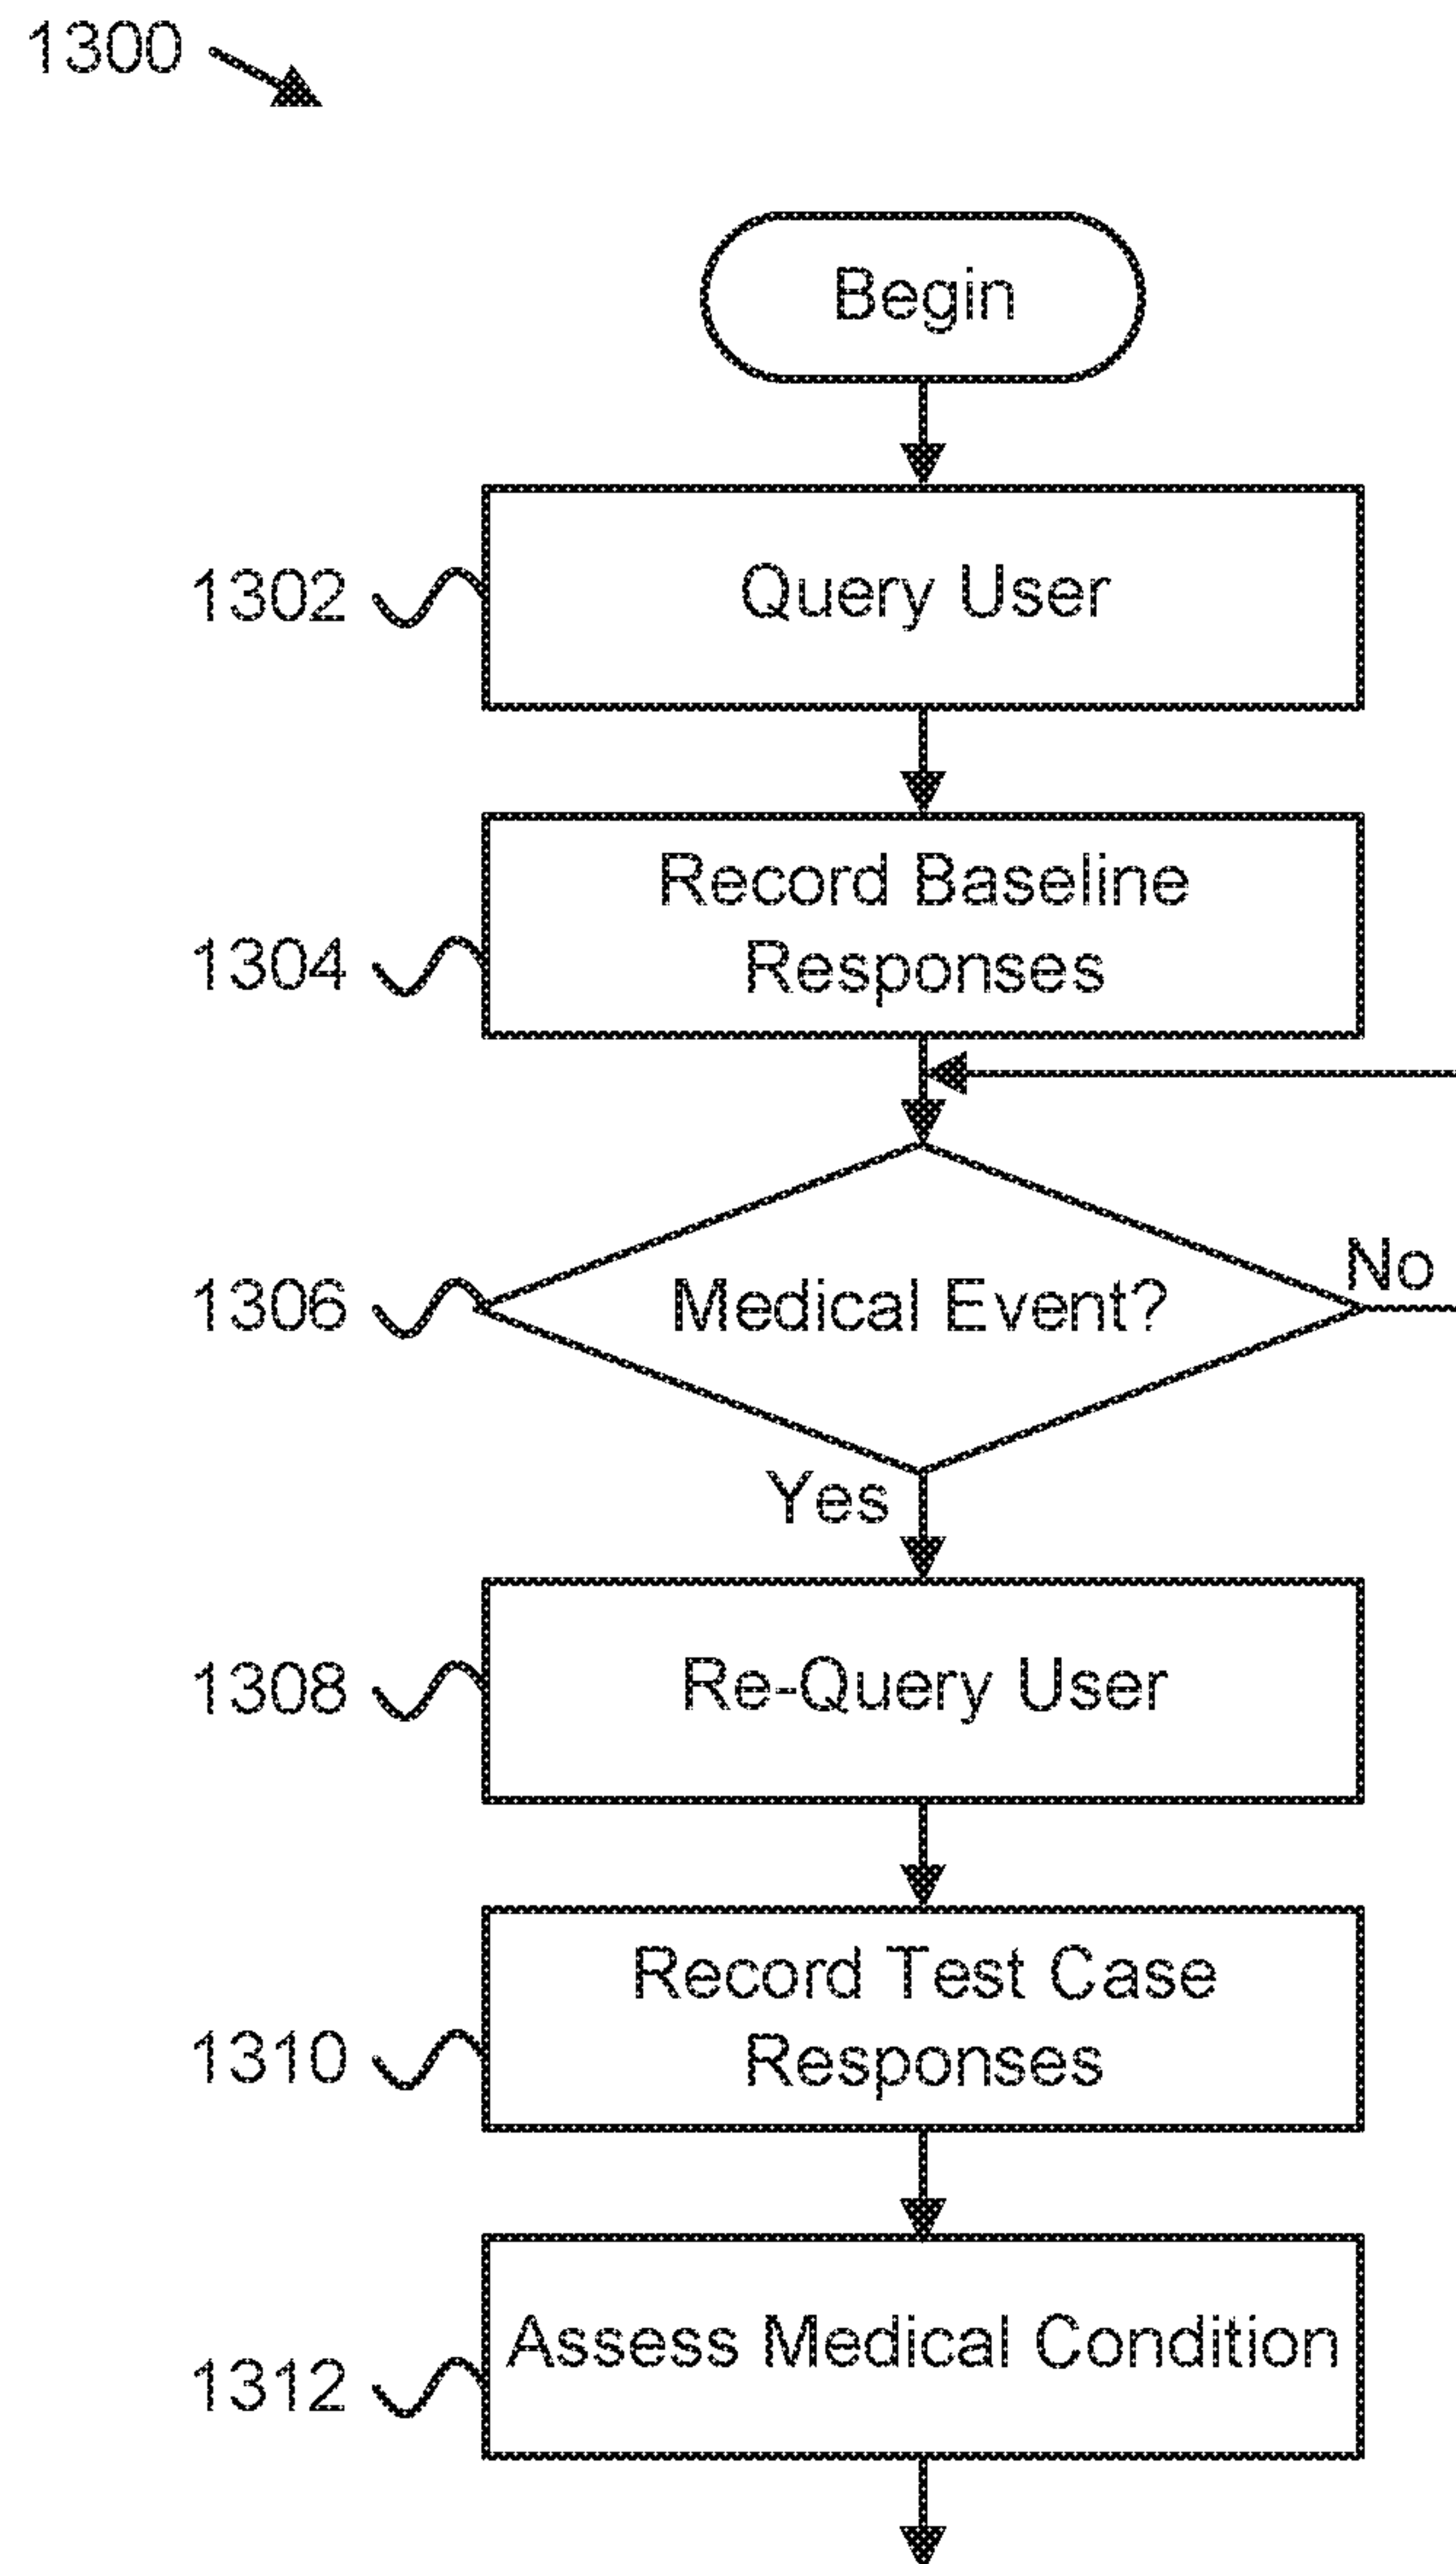 1300
Begin
1302
Query User
1304
Record Baseline
Responses
1306
Medical Event?
No
Yes
1308
Re-Query User
1310
Record Test Case
Responses
1312
Assess Medical Condition